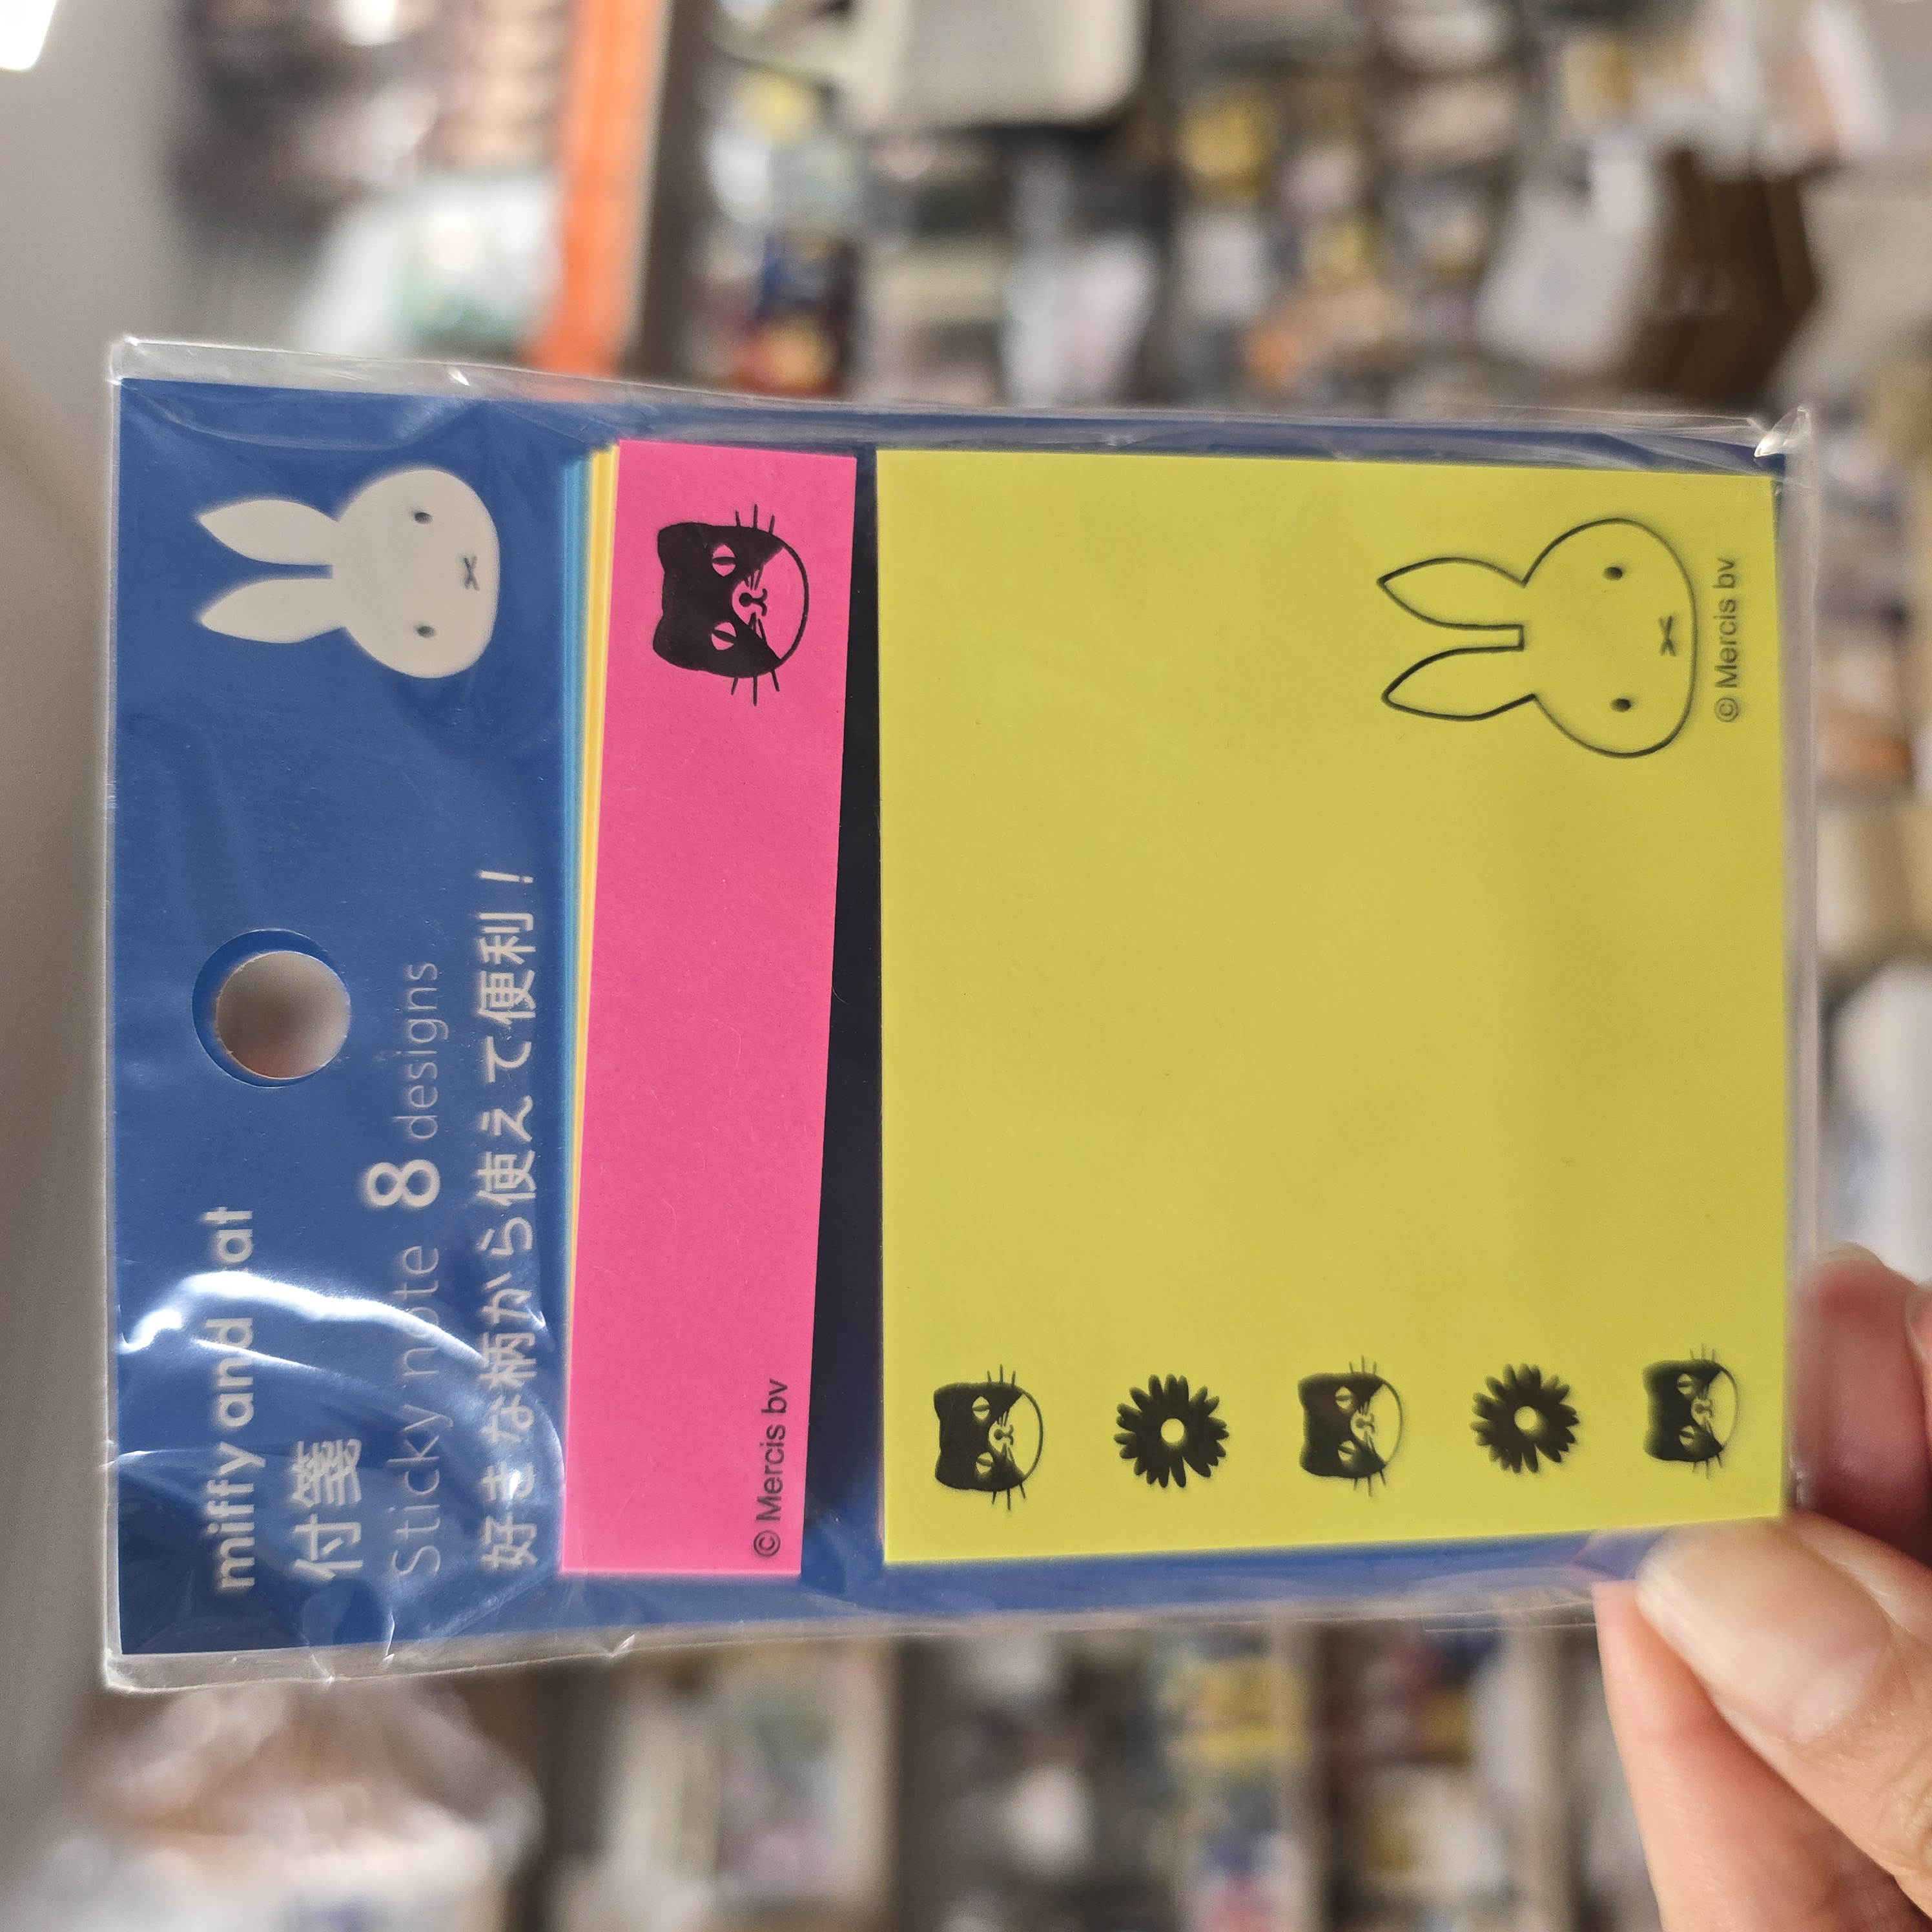 miffy and at
付箋
Sticky note 8 designs
好きな柄から使えて便利！
© Mercis bv
© Mercis bv